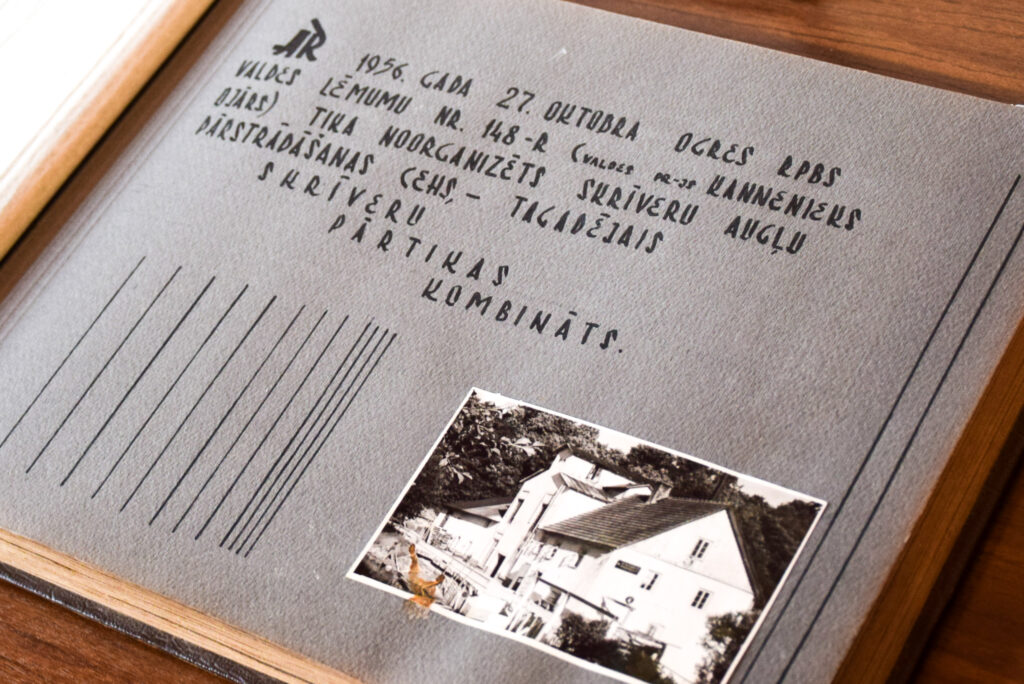 AR 1956. GADA 27. OKTOBRA OGRES RPBS
VALDES LĒMUMU NR. 148-R (VALDES PR-JS KANNENIEKS
OJĀRS) TIKA NOORGANIZĒTS SKRĪVERU AUGĻU
PĀRSTRĀDĀŠANAS CEHS, – TAGADĒJAIS
SKRĪVERU
PĀRTIKAS
KOMBINĀTS.